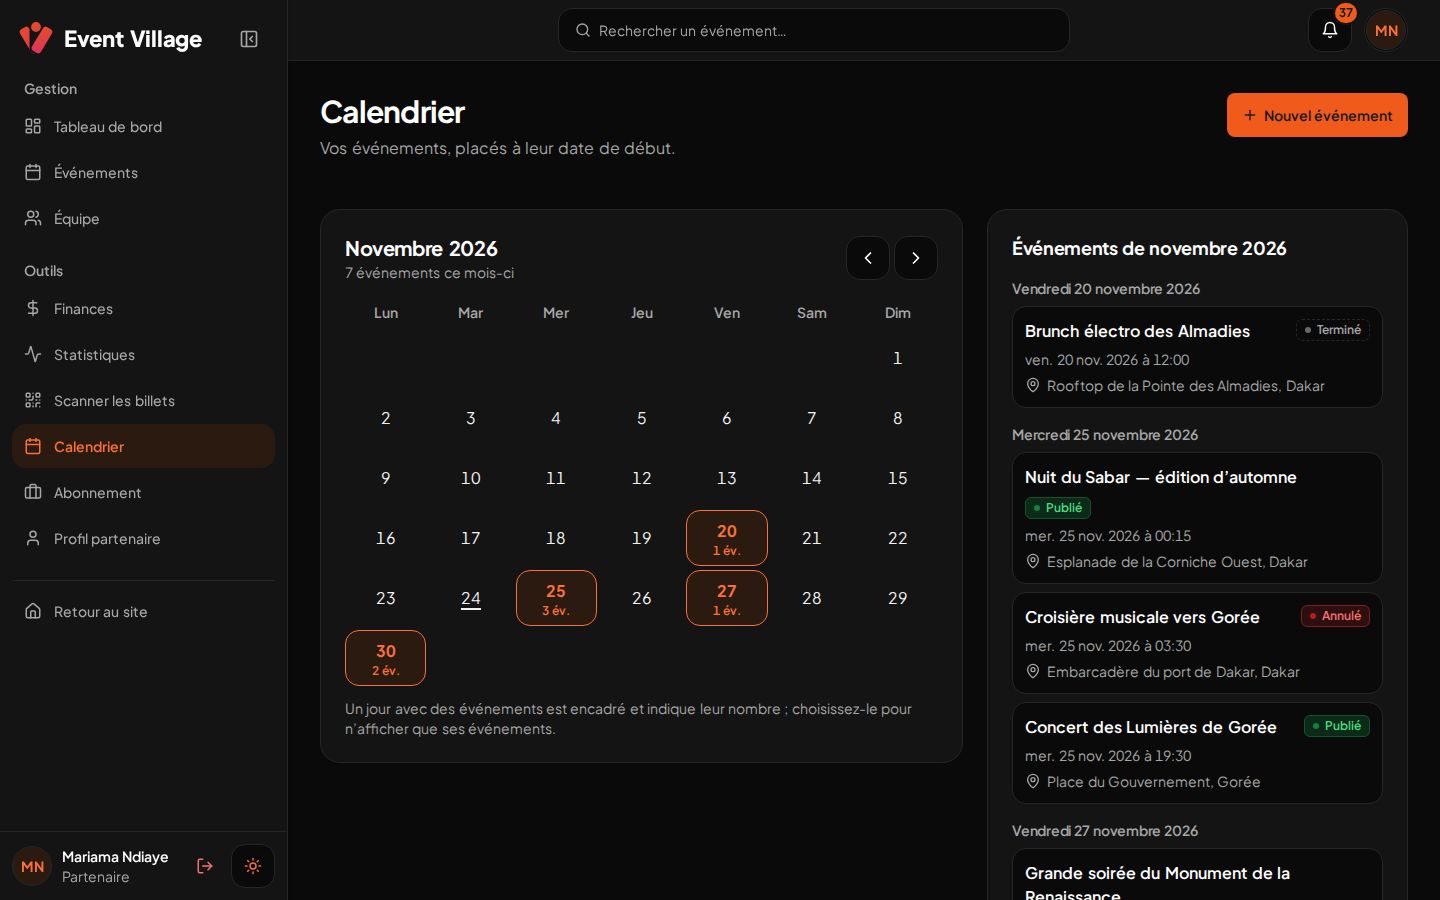 Event Village
Gestion
Tableau de bord
Événements
Équipe
Outils
Finances
Statistiques
Scanner les billets
Calendrier
Abonnement
Profil partenaire
Retour au site
MN
Mariama Ndiaye
Partenaire
Rechercher un événement…
37
MN
Calendrier
Vos événements, placés à leur date de début.
Nouvel événement
Novembre 2026
7 événements ce mois-ci
Lun Mar Mer Jeu Ven Sam Dim
1
2 3 4 5 6 7 8
9 10 11 12 13 14 15
16 17 18 19 20 21 22
1 év.
23 24 25 26 27 28 29
3 év. 1 év.
30
2 év.
Un jour avec des événements est encadré et indique leur nombre ; choisissez-le pour
n’afficher que ses événements.
Événements de novembre 2026
Vendredi 20 novembre 2026
Brunch électro des Almadies Terminé
ven. 20 nov. 2026 à 12:00
Rooftop de la Pointe des Almadies, Dakar
Mercredi 25 novembre 2026
Nuit du Sabar — édition d’automne
Publié
mer. 25 nov. 2026 à 00:15
Esplanade de la Corniche Ouest, Dakar
Croisière musicale vers Gorée Annulé
mer. 25 nov. 2026 à 03:30
Embarcadère du port de Dakar, Dakar
Concert des Lumières de Gorée Publié
mer. 25 nov. 2026 à 19:30
Place du Gouvernement, Gorée
Vendredi 27 novembre 2026
Grande soirée du Monument de la
Renaissance